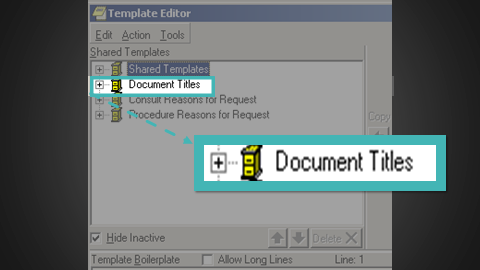 Template Editor
Edit Action Tools
Shared Templates
Shared Templates
Document Titles
Consult Reasons for Request
Procedure Reasons for Request
Copy
Document Titles
Hide Inactive
Delete
Template Boilerplate
Allow Long Lines
Line: 1